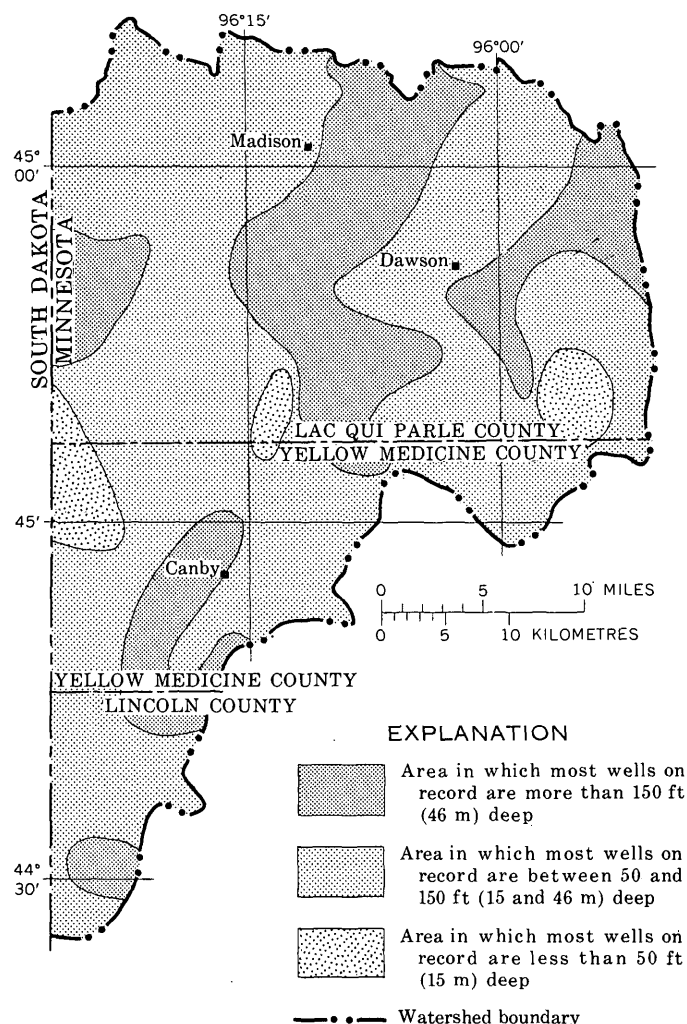 96°15′
96°00′
Madison
45°
00′
SOUTH DAKOTA
MINNESOTA
Dawson
LAC QUI PARLE COUNTY
YELLOW MEDICINE COUNTY
45′
Canby
0 5 10 MILES
0 5 10 KILOMETRES
YELLOW MEDICINE COUNTY
LINCOLN COUNTY
EXPLANATION
Area in which most wells on
record are more than 150 ft
(46 m) deep
44°
30′
Area in which most wells on
record are between 50 and
150 ft (15 and 46 m) deep
Area in which most wells on
record are less than 50 ft
(15 m) deep
Watershed boundary